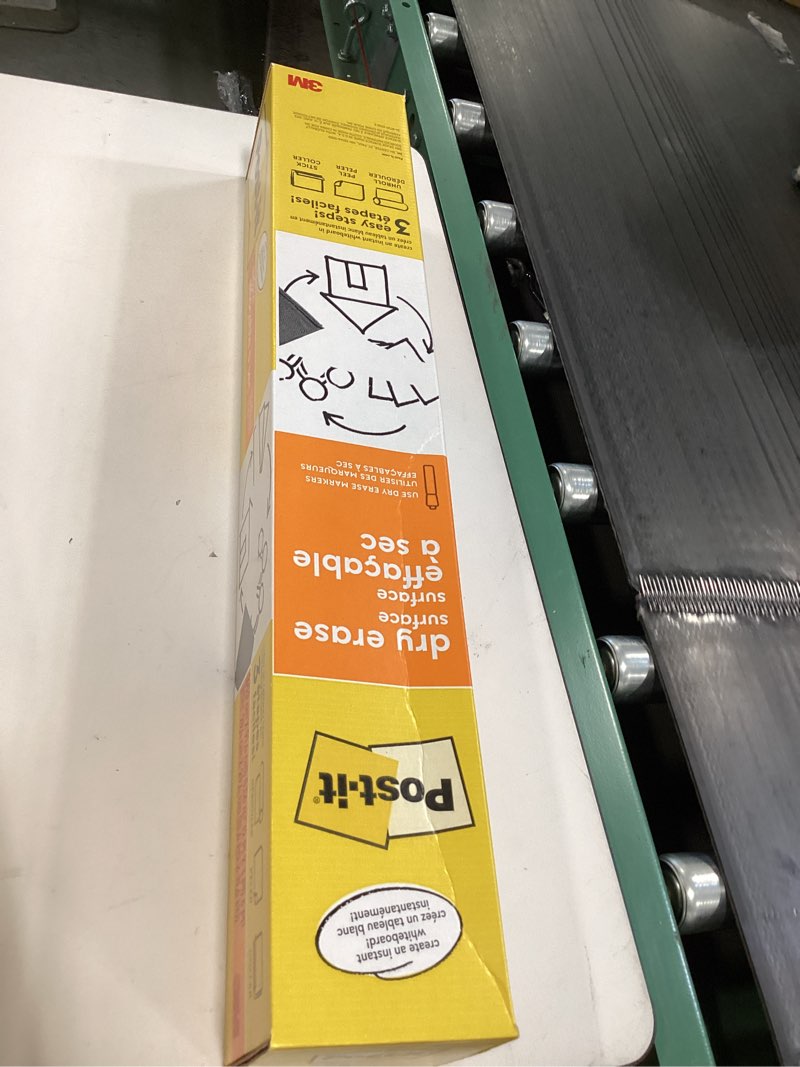 create an instant
whiteboard!
créez un tableau blanc
instantanément!
Post-it®
dry erase
surface
surface
effaçable
à sec
USE DRY ERASE MARKERS
UTILISER DES MARQUEURS
EFFAÇABLES À SEC
create an instant whiteboard in
créez un tableau blanc instantanément en
3 easy steps!
étapes faciles!
UNROLL
DÉROULER
PEEL
PELER
STICK
COLLER
3M